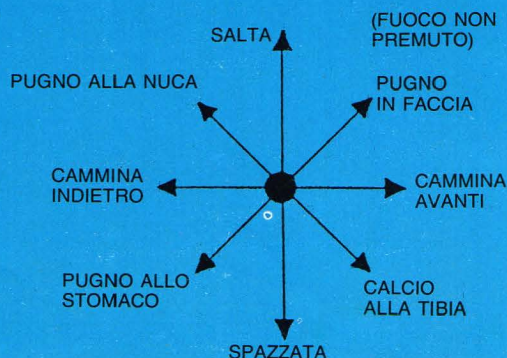 (FUOCO NON
PREMUTO)
SALTA
PUGNO ALLA NUCA
PUGNO
IN FACCIA
CAMMINA
INDIETRO
CAMMINA
AVANTI
PUGNO ALLO
STOMACO
CALCIO
ALLA TIBIA
SPAZZATA